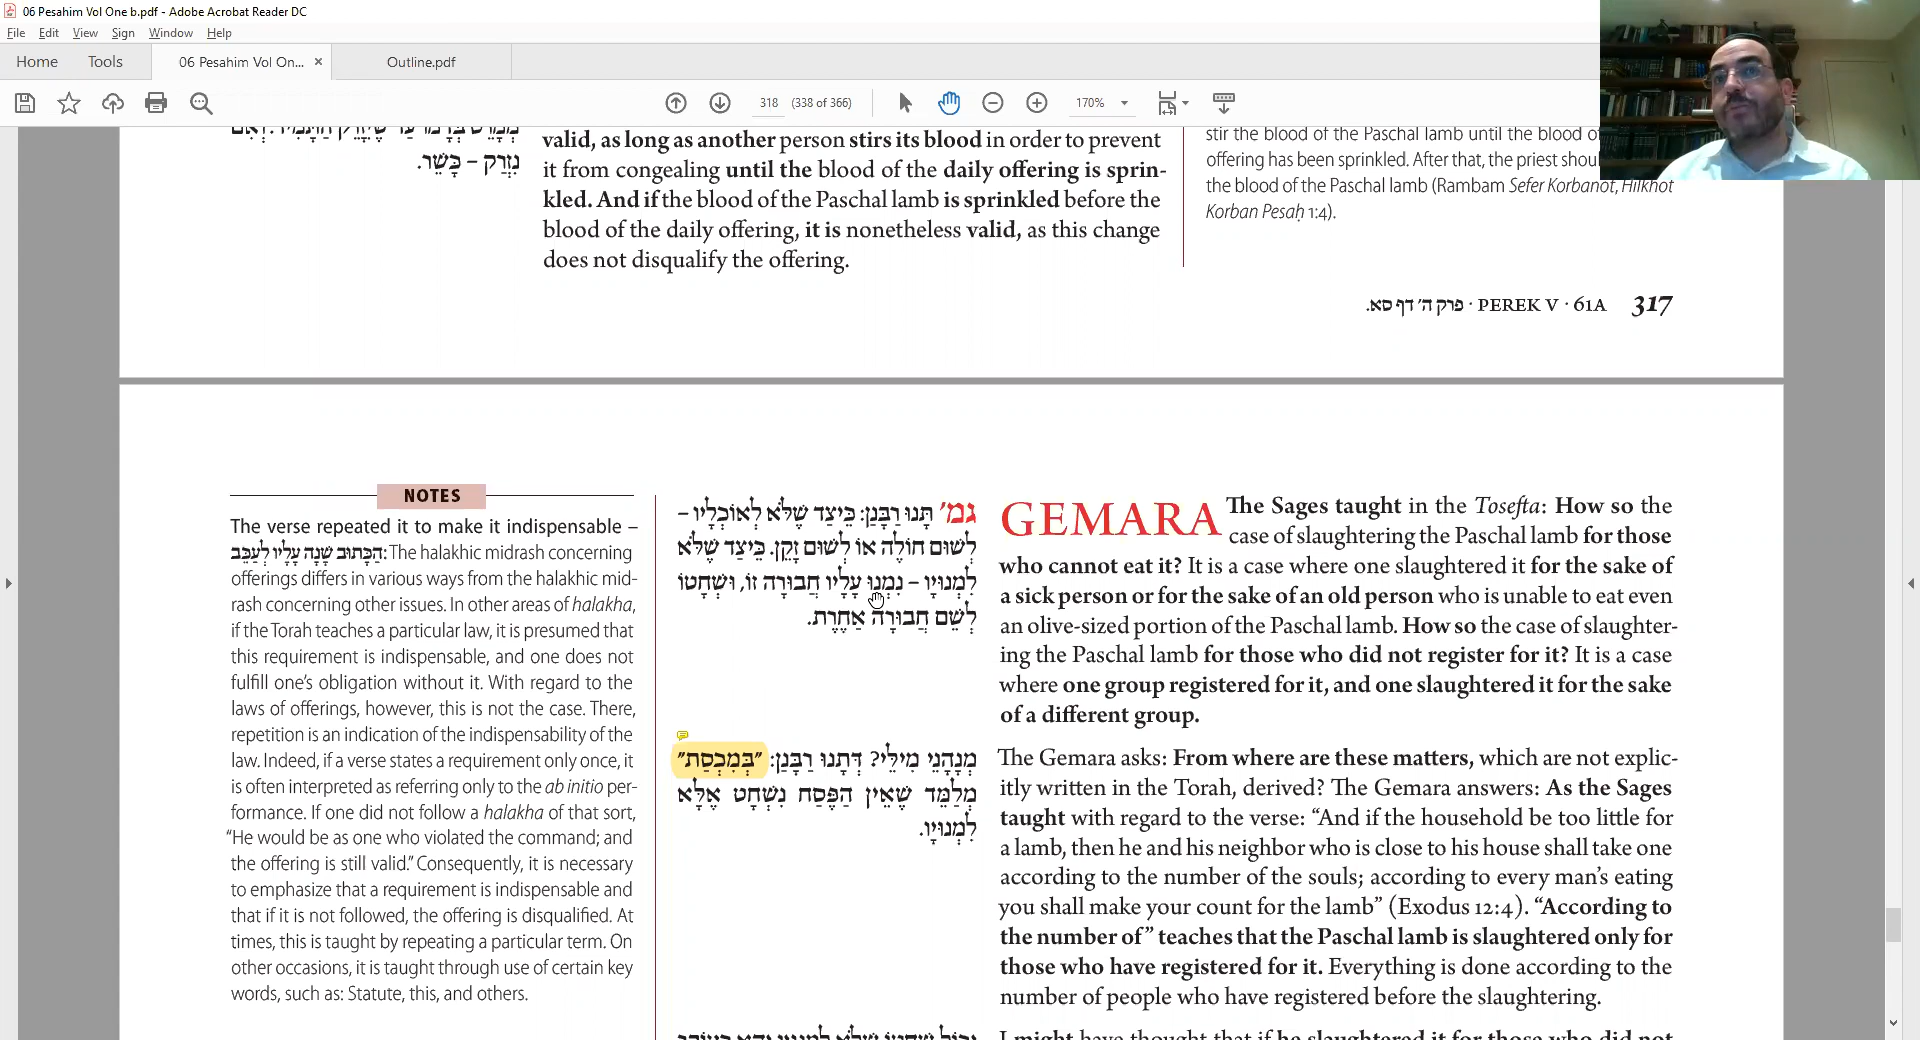 06 Pesahim Vol One b.pdf - Adobe Acrobat Reader DC
File Edit View Sign Window Help
Home Tools 06 Pesahim Vol On... × Outline.pdf
318 (338 of 366) 170%
נִזְרַק – כָּשֵׁר.
valid, as long as another person stirs its blood in order to prevent
it from congealing until the blood of the daily offering is sprin-
kled. And if the blood of the Paschal lamb is sprinkled before the
blood of the daily offering, it is nonetheless valid, as this change
does not disqualify the offering.
stir the blood of the Paschal lamb until the blood of
offering has been sprinkled. After that, the priest
the blood of the Paschal lamb (Rambam Sefer Korbanot, Hilkhot
Korban Pesaḥ 1:4).
פרק ה׳ דף סא. · PEREK V · 61A 317
NOTES
The verse repeated it to make it indispensable –
הַכָּתוּב שָׁנָה עָלָיו לְעַכֵּב: The halakhic midrash concerning
offerings differs in various ways from the halakhic mid-
rash concerning other issues. In other areas of halakha,
if the Torah teaches a particular law, it is presumed that
this requirement is indispensable, and one does not
fulfill one's obligation without it. With regard to the
laws of offerings, however, this is not the case. There,
repetition is an indication of the indispensability of the
law. Indeed, if a verse states a requirement only once, it
is often interpreted as referring only to the ab initio per-
formance. If one did not follow a halakha of that sort,
"He would be as one who violated the command; and
the offering is still valid." Consequently, it is necessary
to emphasize that a requirement is indispensable and
that if it is not followed, the offering is disqualified. At
times, this is taught by repeating a particular term. On
other occasions, it is taught through use of certain key
words, such as: Statute, this, and others.
גמ׳ תָּנוּ רַבָּנַן: כֵּיצַד שֶׁלֹּא לְאוֹכְלָיו –
לְשׁוּם חוֹלֶה אוֹ לְשׁוּם זָקֵן. כֵּיצַד שֶׁלֹּא
לִמְנוּיָו – נִמְנוּ עָלָיו חֲבוּרָה זוֹ, וּשְׁחָטוֹ
לְשֵׁם חֲבוּרָה אַחֶרֶת.
מְנָהָנֵי מִילֵּי? דְּתָנוּ רַבָּנַן: ״בְּמִכְסַת״
מְלַמֵּד שֶׁאֵין הַפֶּסַח נִשְׁחָט אֶלָּא
לִמְנוּיָו.
GEMARA The Sages taught in the Tosefta: How so the
case of slaughtering the Paschal lamb for those
who cannot eat it? It is a case where one slaughtered it for the sake of
a sick person or for the sake of an old person who is unable to eat even
an olive-sized portion of the Paschal lamb. How so the case of slaughter-
ing the Paschal lamb for those who did not register for it? It is a case
where one group registered for it, and one slaughtered it for the sake
of a different group.
The Gemara asks: From where are these matters, which are not explic-
itly written in the Torah, derived? The Gemara answers: As the Sages
taught with regard to the verse: "And if the household be too little for
a lamb, then he and his neighbor who is close to his house shall take one
according to the number of the souls; according to every man's eating
you shall make your count for the lamb" (Exodus 12:4). "According to
the number of" teaches that the Paschal lamb is slaughtered only for
those who have registered for it. Everything is done according to the
number of people who have registered before the slaughtering.
I might have thought that if he slaughtered it for those who did not